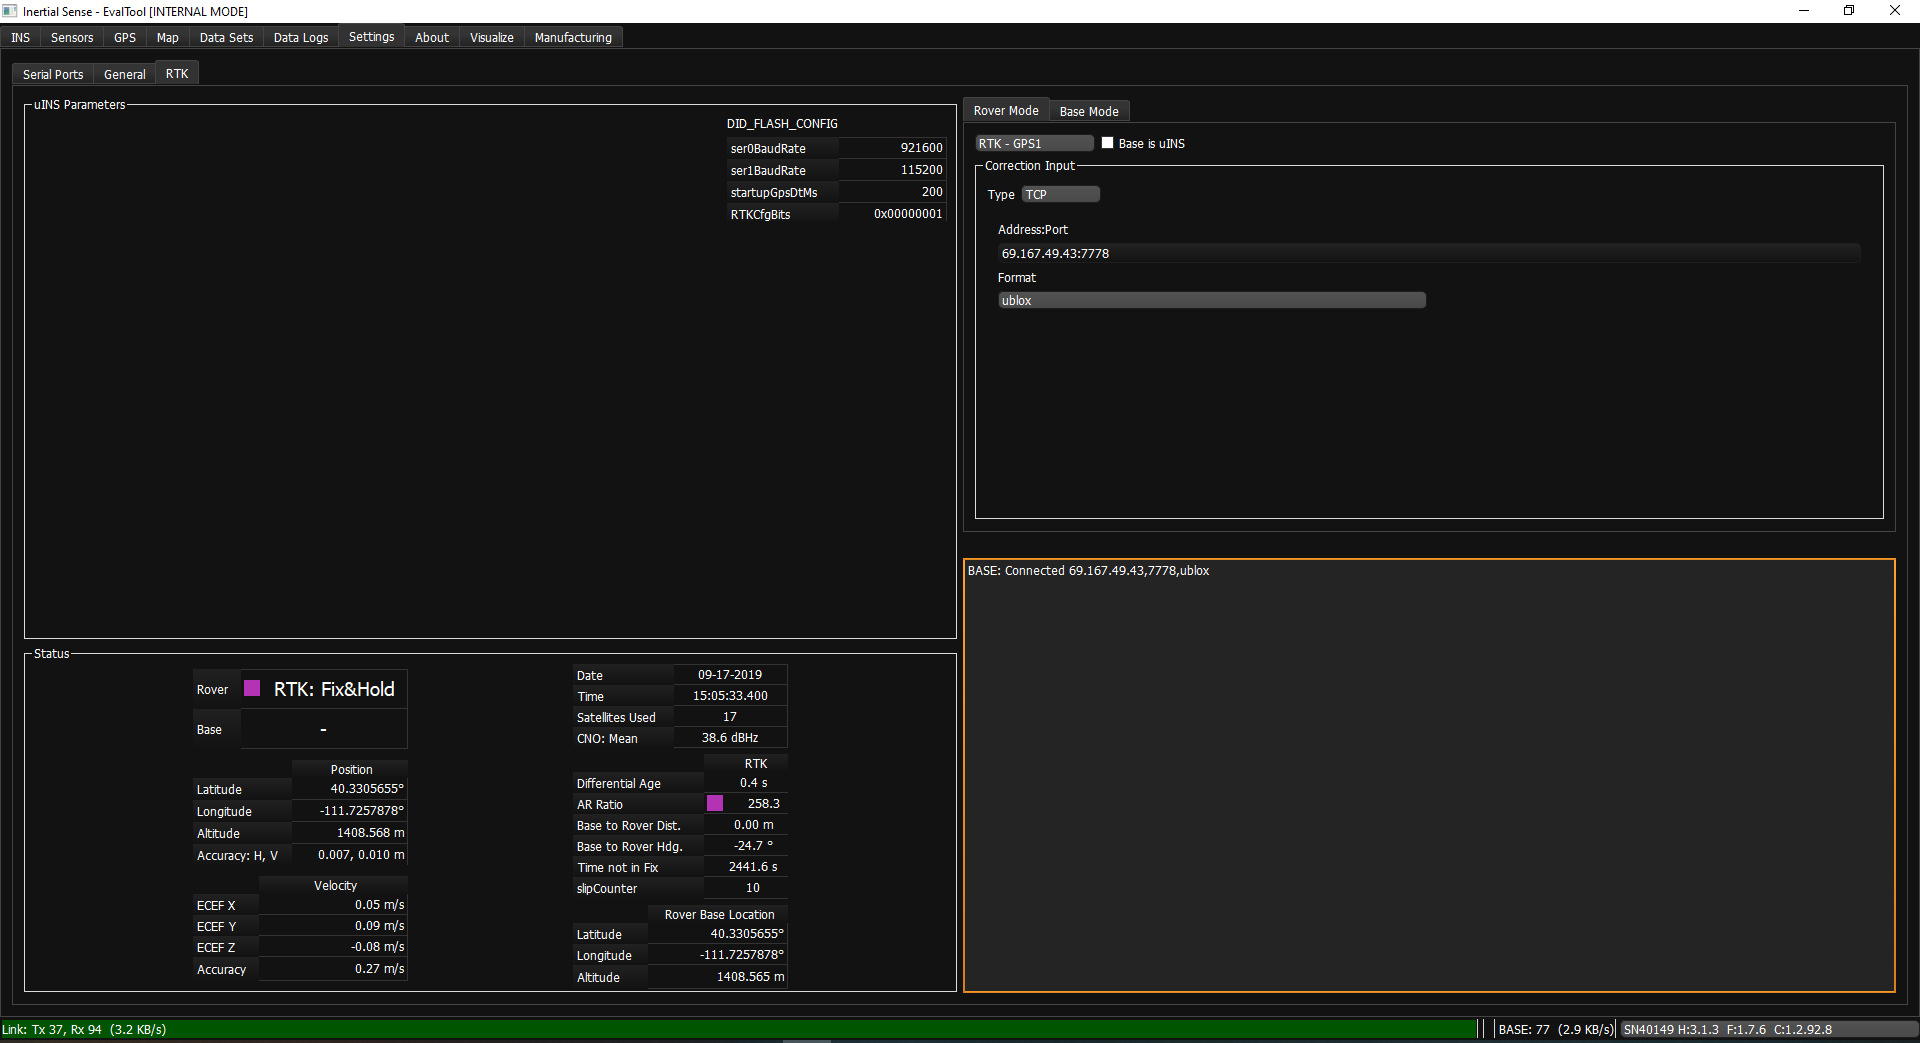 Inertial Sense - EvalTool [INTERNAL MODE]
INS Sensors GPS Map Data Sets Data Logs Settings About Visualize Manufacturing
Serial Ports General RTK
uINS Parameters
DID_FLASH_CONFIG
ser0BaudRate 921600
ser1BaudRate 115200
startupGpsDtMs 200
RTKCfgBits 0x00000001
Rover Mode Base Mode
RTK - GPS1 Base is uINS
Correction Input
Type TCP
Address:Port
69.167.49.43:7778
Format
ublox
BASE: Connected 69.167.49.43,7778,ublox
Status
Rover RTK: Fix&Hold
Base -
Position
Latitude 40.3305655°
Longitude -111.7257878°
Altitude 1408.568 m
Accuracy: H, V 0.007, 0.010 m
Velocity
ECEF X 0.05 m/s
ECEF Y 0.09 m/s
ECEF Z -0.08 m/s
Accuracy 0.27 m/s
Date 09-17-2019
Time 15:05:33.400
Satellites Used 17
CNO: Mean 38.6 dBHz
RTK
Differential Age 0.4 s
AR Ratio 258.3
Base to Rover Dist. 0.00 m
Base to Rover Hdg. -24.7 °
Time not in Fix 2441.6 s
slipCounter 10
Rover Base Location
Latitude 40.3305655°
Longitude -111.7257878°
Altitude 1408.565 m
Link: Tx 37, Rx 94 (3.2 KB/s)
BASE: 77 (2.9 KB/s)
SN40149 H:3.1.3 F:1.7.6 C:1.2.92.8